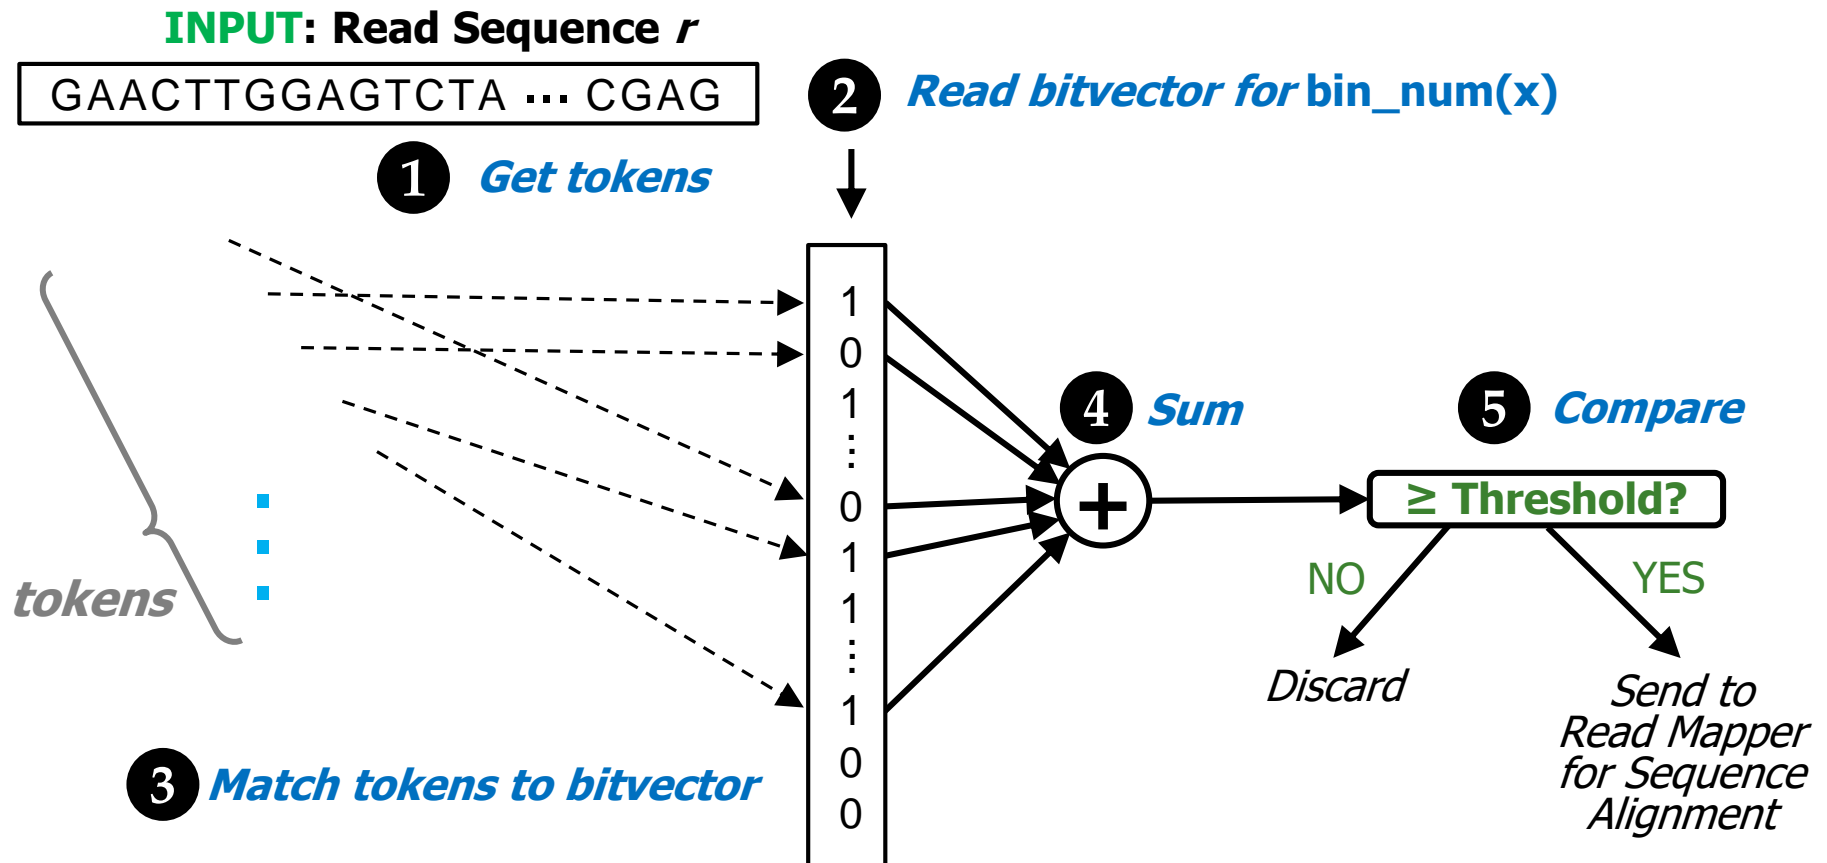 INPUT: Read Sequence r
GAACTTGGAGTCTA ... CGAG
2 Read bitvector for bin_num(x)
1 Get tokens
1
0
1
⋮
0
1
1
⋮
1
0
0
tokens
3 Match tokens to bitvector
4 Sum
+
5 Compare
≥ Threshold?
NO
YES
Discard
Send to
Read Mapper
for Sequence
Alignment